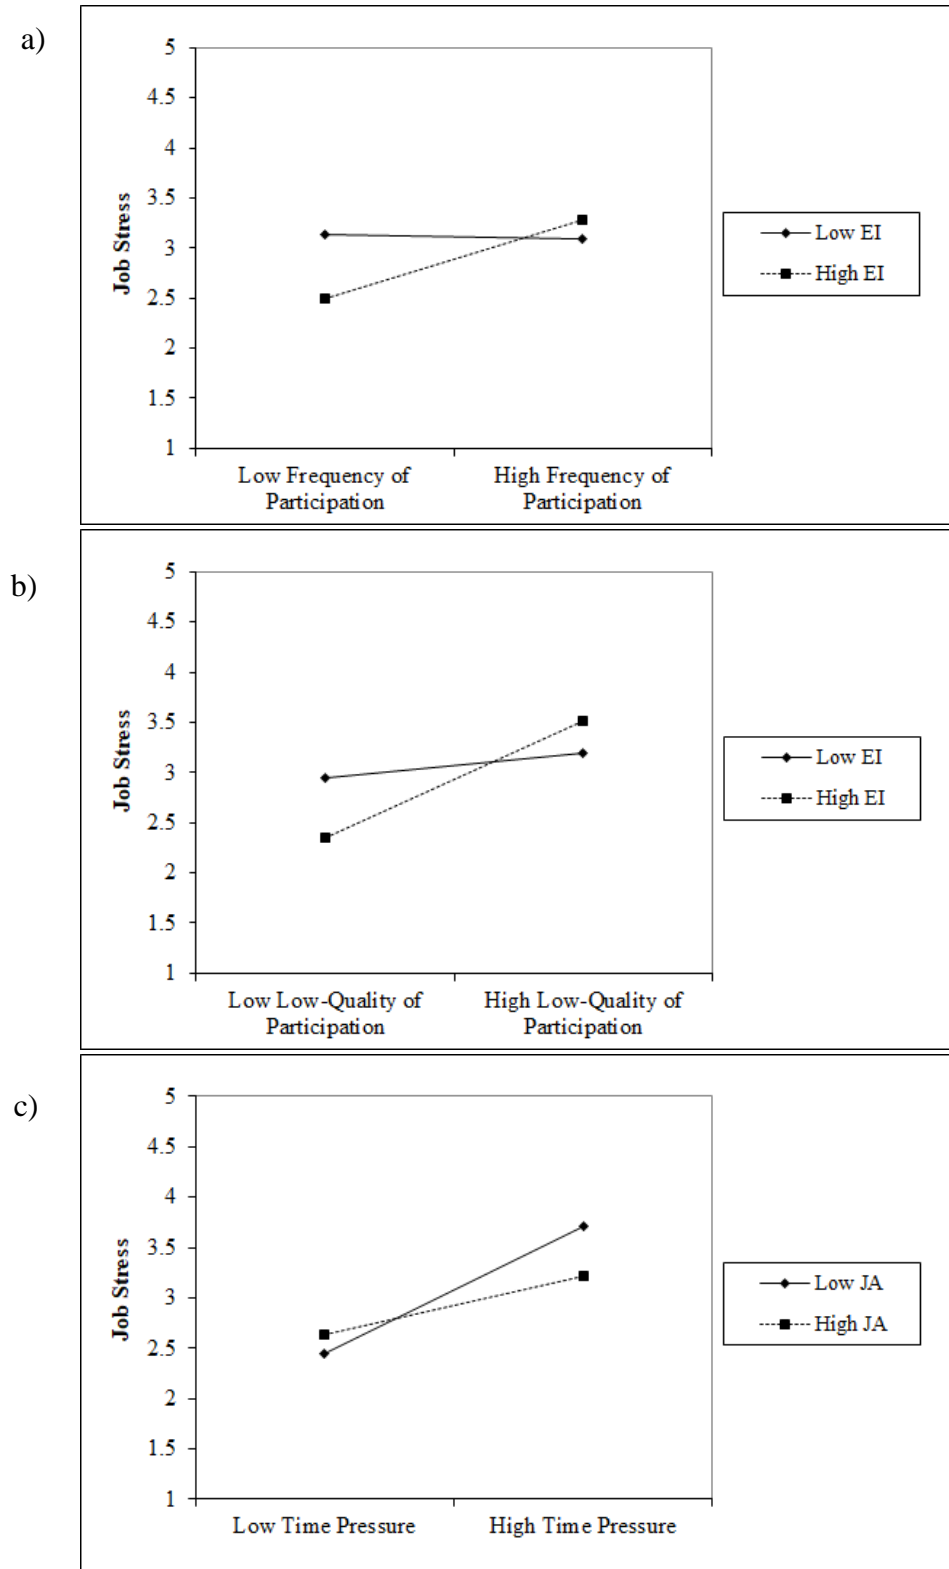 a)
5
4.5
4
3.5
3
2.5
2
1.5
1
Job Stress
Low Frequency of
Participation
High Frequency of
Participation
Low EI
High EI
b)
5
4.5
4
3.5
3
2.5
2
1.5
1
Job Stress
Low Low-Quality of
Participation
High Low-Quality of
Participation
Low EI
High EI
c)
5
4.5
4
3.5
3
2.5
2
1.5
1
Job Stress
Low Time Pressure
High Time Pressure
Low JA
High JA